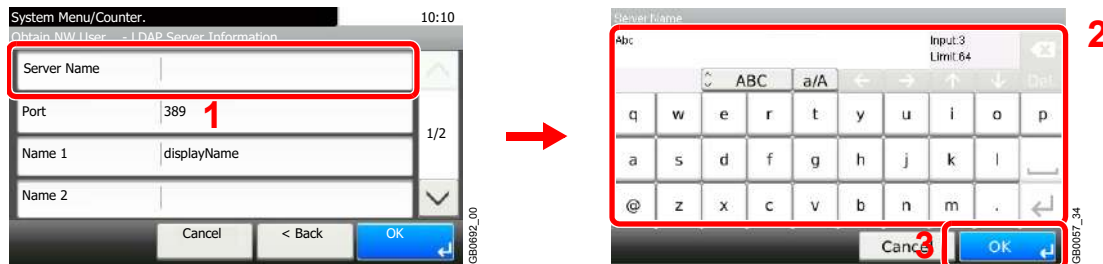 System Menu/Counter.
10:10
Obtain NW User - LDAP Server Information
Server Name
Port 389
1
Name 1 displayName
1/2
Name 2
Cancel < Back OK
GB0692_00
Server Name
2
Abc
Input:3
Limit:64
ABC a/A Del.
q w e r t y u i o p
a s d f g h j k l
@ z x c v b n m .
Cancel 3 OK
GB0057_34